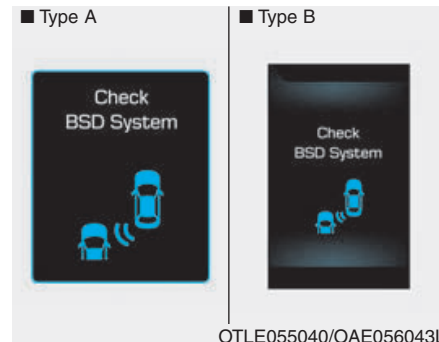 ■ Type A
■ Type B
Check
BSD System
Check
BSD System
OTLE055040/OAE056043L